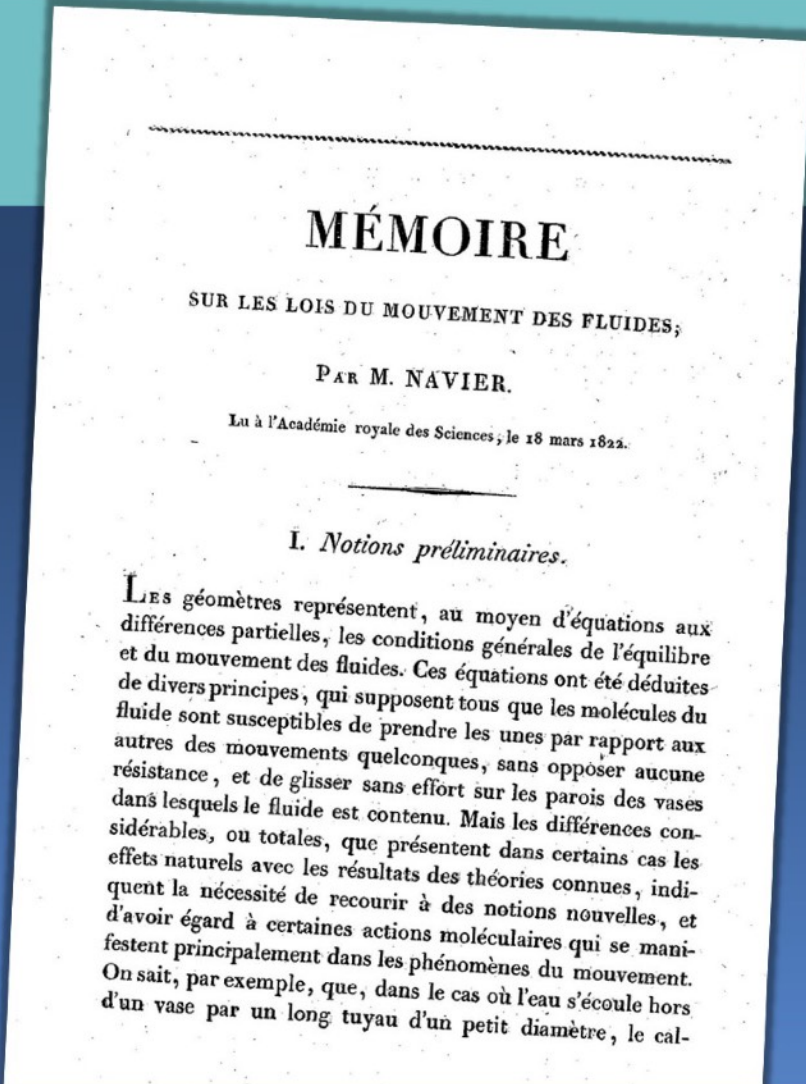 MÉMOIRE
SUR LES LOIS DU MOUVEMENT DES FLUIDES;
PAR M. NAVIER.
Lu à l'Académie royale des Sciences, le 18 mars 1822.
I. Notions préliminaires.
LES géomètres représentent, au moyen d'équations aux
différences partielles, les conditions générales de l'équilibre
et du mouvement des fluides. Ces équations ont été déduites
de divers principes, qui supposent tous que les molécules du
fluide sont susceptibles de prendre les unes par rapport aux
autres des mouvements quelconques, sans opposer aucune
résistance, et de glisser sans effort sur les parois des vases
dans lesquels le fluide est contenu. Mais les différences con-
sidérables, ou totales, que présentent dans certains cas les
effets naturels avec les résultats des théories connues, indi-
quent la nécessité de recourir à des notions nouvelles, et
d'avoir égard à certaines actions moléculaires qui se mani-
festent principalement dans les phénomènes du mouvement.
On sait, par exemple, que, dans le cas où l'eau s'écoule hors
d'un vase par un long tuyau d'un petit diamètre, le cal-